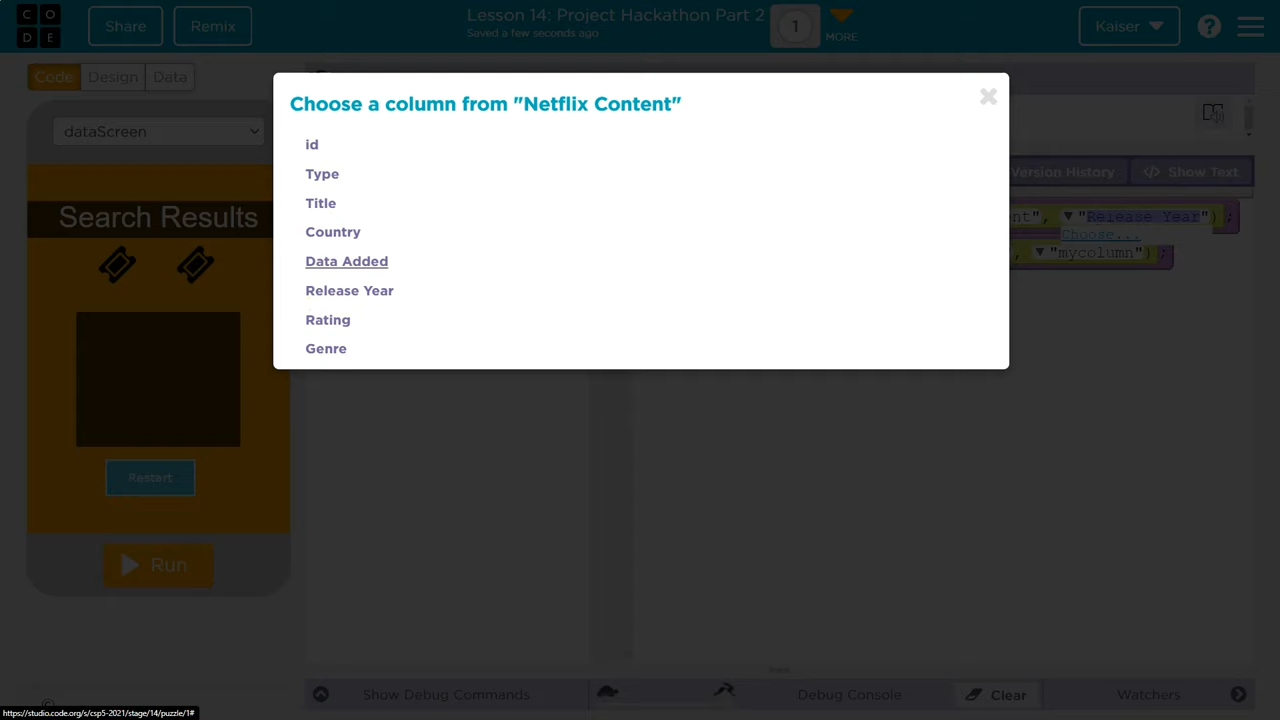 C O
D E
Share
Remix
Lesson 14: Project Hackathon Part 2
Saved a few seconds ago
1
MORE
Kaiser
?
Code
Design
Data
dataScreen
Choose a column from "Netflix Content"
id
Type
Title
Country
Data Added
Release Year
Rating
Genre
Version History
</> Show Text
nt", ▼"Release Year");
Choose...
, ▼"mycolumn");
Search Results
Restart
Run
Show Debug Commands
Debug Console
Clear
Watchers
https://studio.code.org/s/csp5-2021/stage/14/puzzle/1#